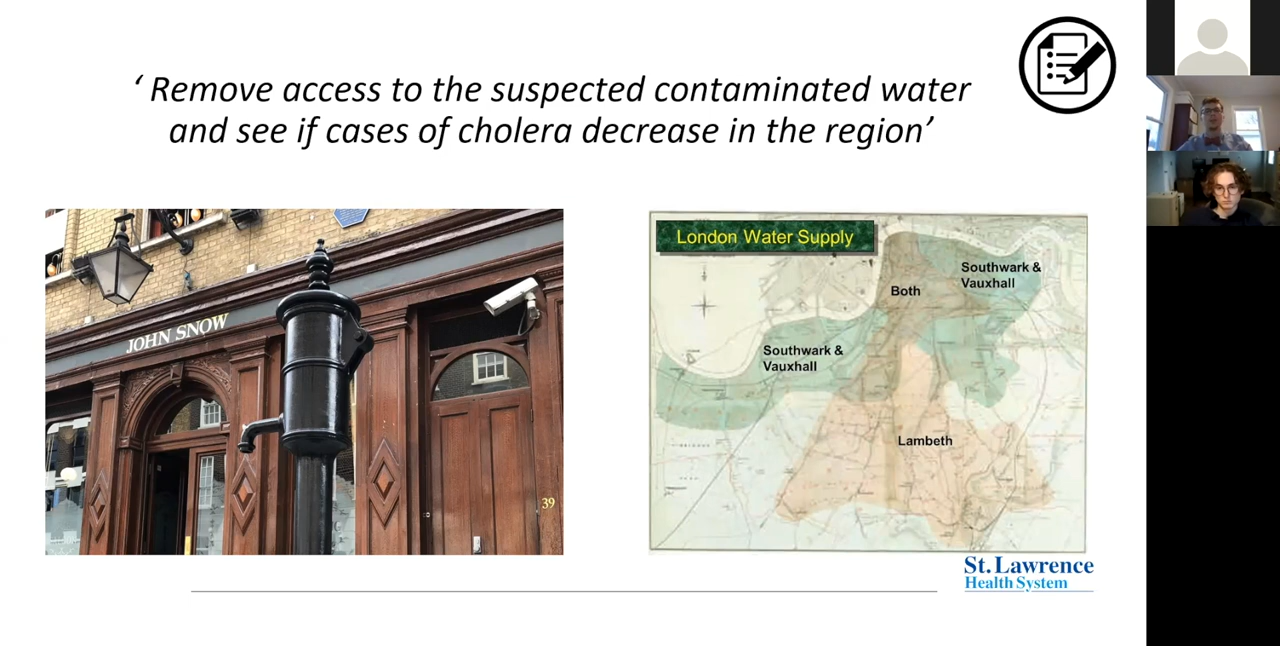 ‘ Remove access to the suspected contaminated water
and see if cases of cholera decrease in the region’
JOHN SNOW
39
London Water Supply
Southwark &
Vauxhall
Both
Southwark &
Vauxhall
Lambeth
St. Lawrence
Health System